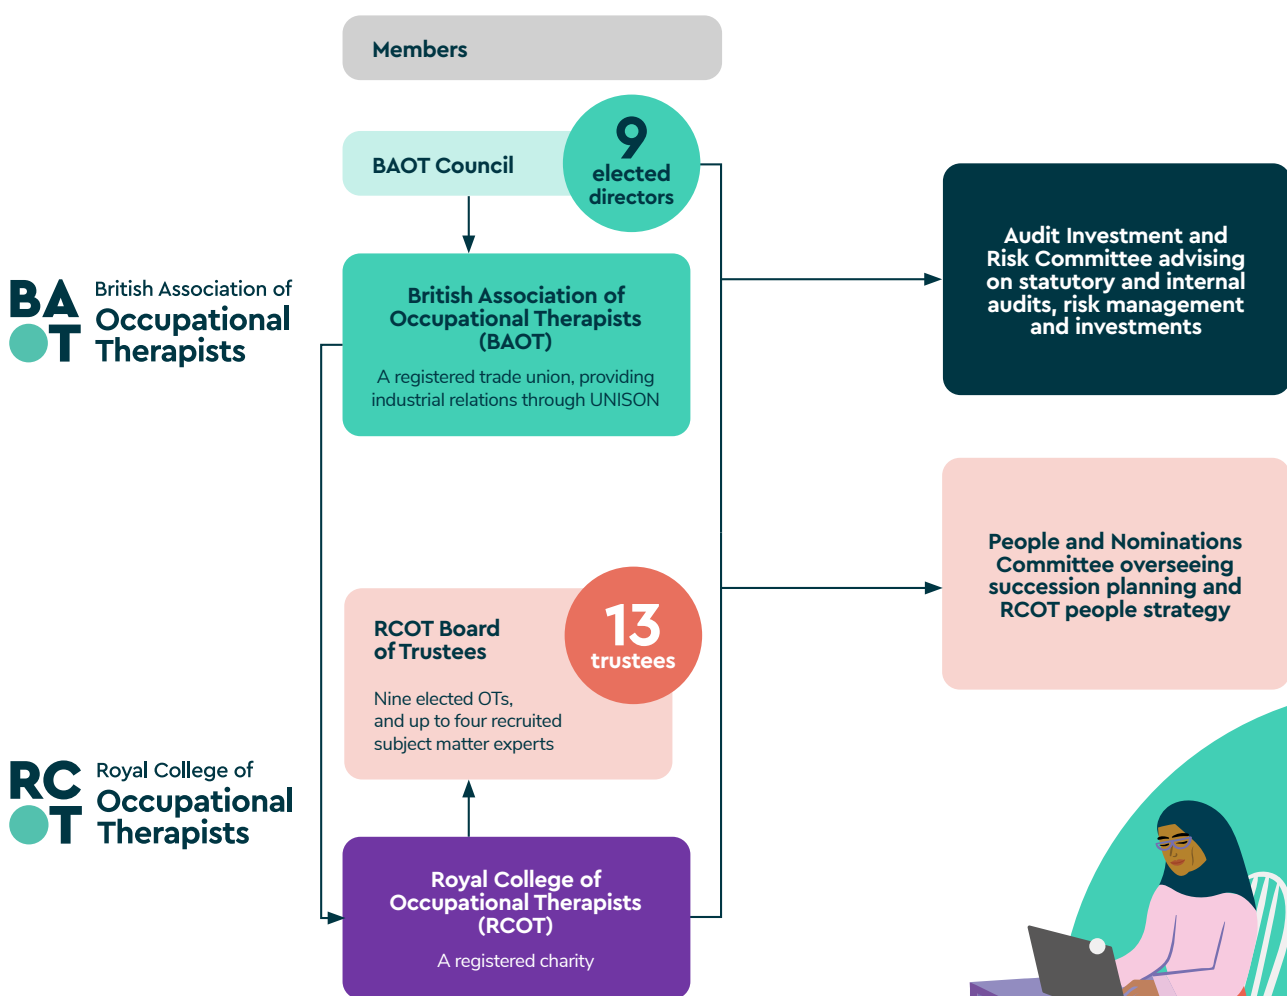 Members
BAOT Council
9
elected
directors
BA
OT
British Association of
Occupational
Therapists
British Association of
Occupational Therapists
(BAOT)
A registered trade union, providing
industrial relations through UNISON
Audit Investment and
Risk Committee advising
on statutory and internal
audits, risk management
and investments
People and Nominations
Committee overseeing
succession planning and
RCOT people strategy
RCOT Board
of Trustees
13
trustees
Nine elected OTs,
and up to four recruited
subject matter experts
RC
OT
Royal College of
Occupational
Therapists
Royal College of
Occupational Therapists
(RCOT)
A registered charity